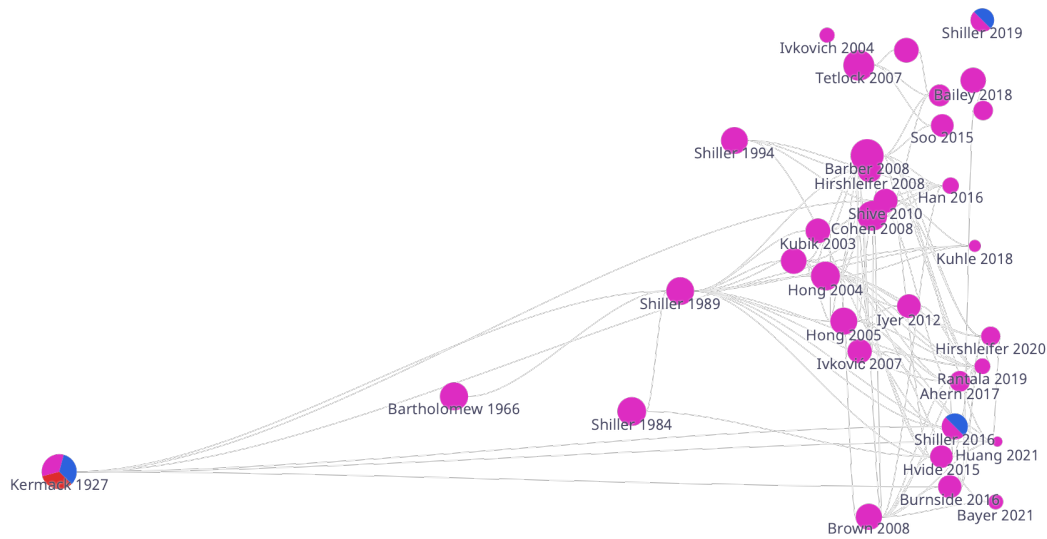 Shiller 2019
Ivkovich 2004
Tetlock 2007
Bailey 2018
Soo 2015
Shiller 1994
Barber 2008
Hirshleifer 2008
Han 2016
Shive 2010
Cohen 2008
Kubik 2003
Kuhle 2018
Hong 2004
Shiller 1989
Iyer 2012
Hong 2005
Hirshleifer 2020
Ivković 2007
Rantala 2019
Ahern 2017
Bartholomew 1966
Shiller 1984
Shiller 2016
Huang 2021
Hvide 2015
Kermack 1927
Burnside 2016
Bayer 2021
Brown 2008